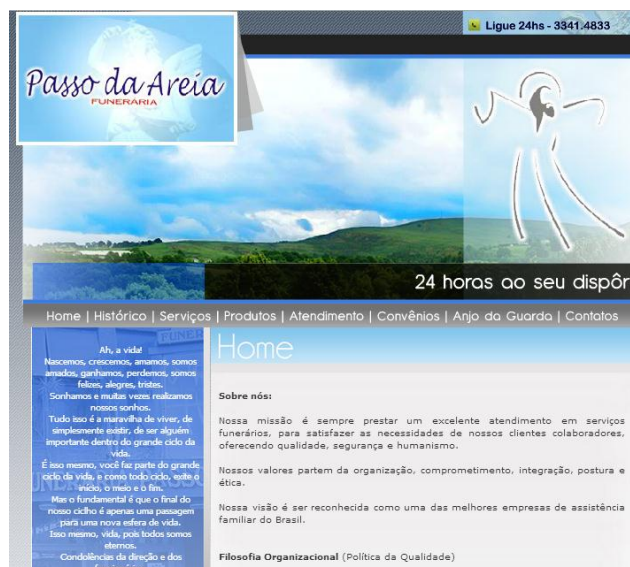 Ligue 24hs - 3341.4833
Passo da Areia
FUNERARIA
24 horas ao seu dispôr
Home | Histórico | Serviços | Produtos | Atendimento | Convênios | Anjo da Guarda | Contatos
Home
Ah, a vida!
Nascemos, crescemos, amamos, somos
amados, ganhamos, perdemos, somos
felizes, alegres, tristes.
Sonhamos e muitas vezes realizamos
nossos sonhos.
Tudo isso é a maravilha de viver, de
simplesmente existir, de ser alguém
importante dentro do grande ciclo da
vida.
É isso mesmo, você faz parte do grande
ciclo da vida, e como todo ciclo, exite o
inicio, o meio e o fim.
Mas o fundamental é que o final do
nosso ciclho é apenas uma passagem
para uma nova esfera de vida.
Isso mesmo, vida, pois todos somos
eternos.
Condolências da direção e dos
Sobre nós:
Nossa missão é sempre prestar um excelente atendimento em serviços
funerários, para satisfazer as necessidades de nossos clientes colaboradores,
oferecendo qualidade, segurança e humanismo.
Nossos valores partem da organização, comprometimento, integração, postura e
ética.
Nossa visão é ser reconhecida como uma das melhores empresas de assistência
familiar do Brasil.
Filosofia Organizacional (Política da Qualidade)